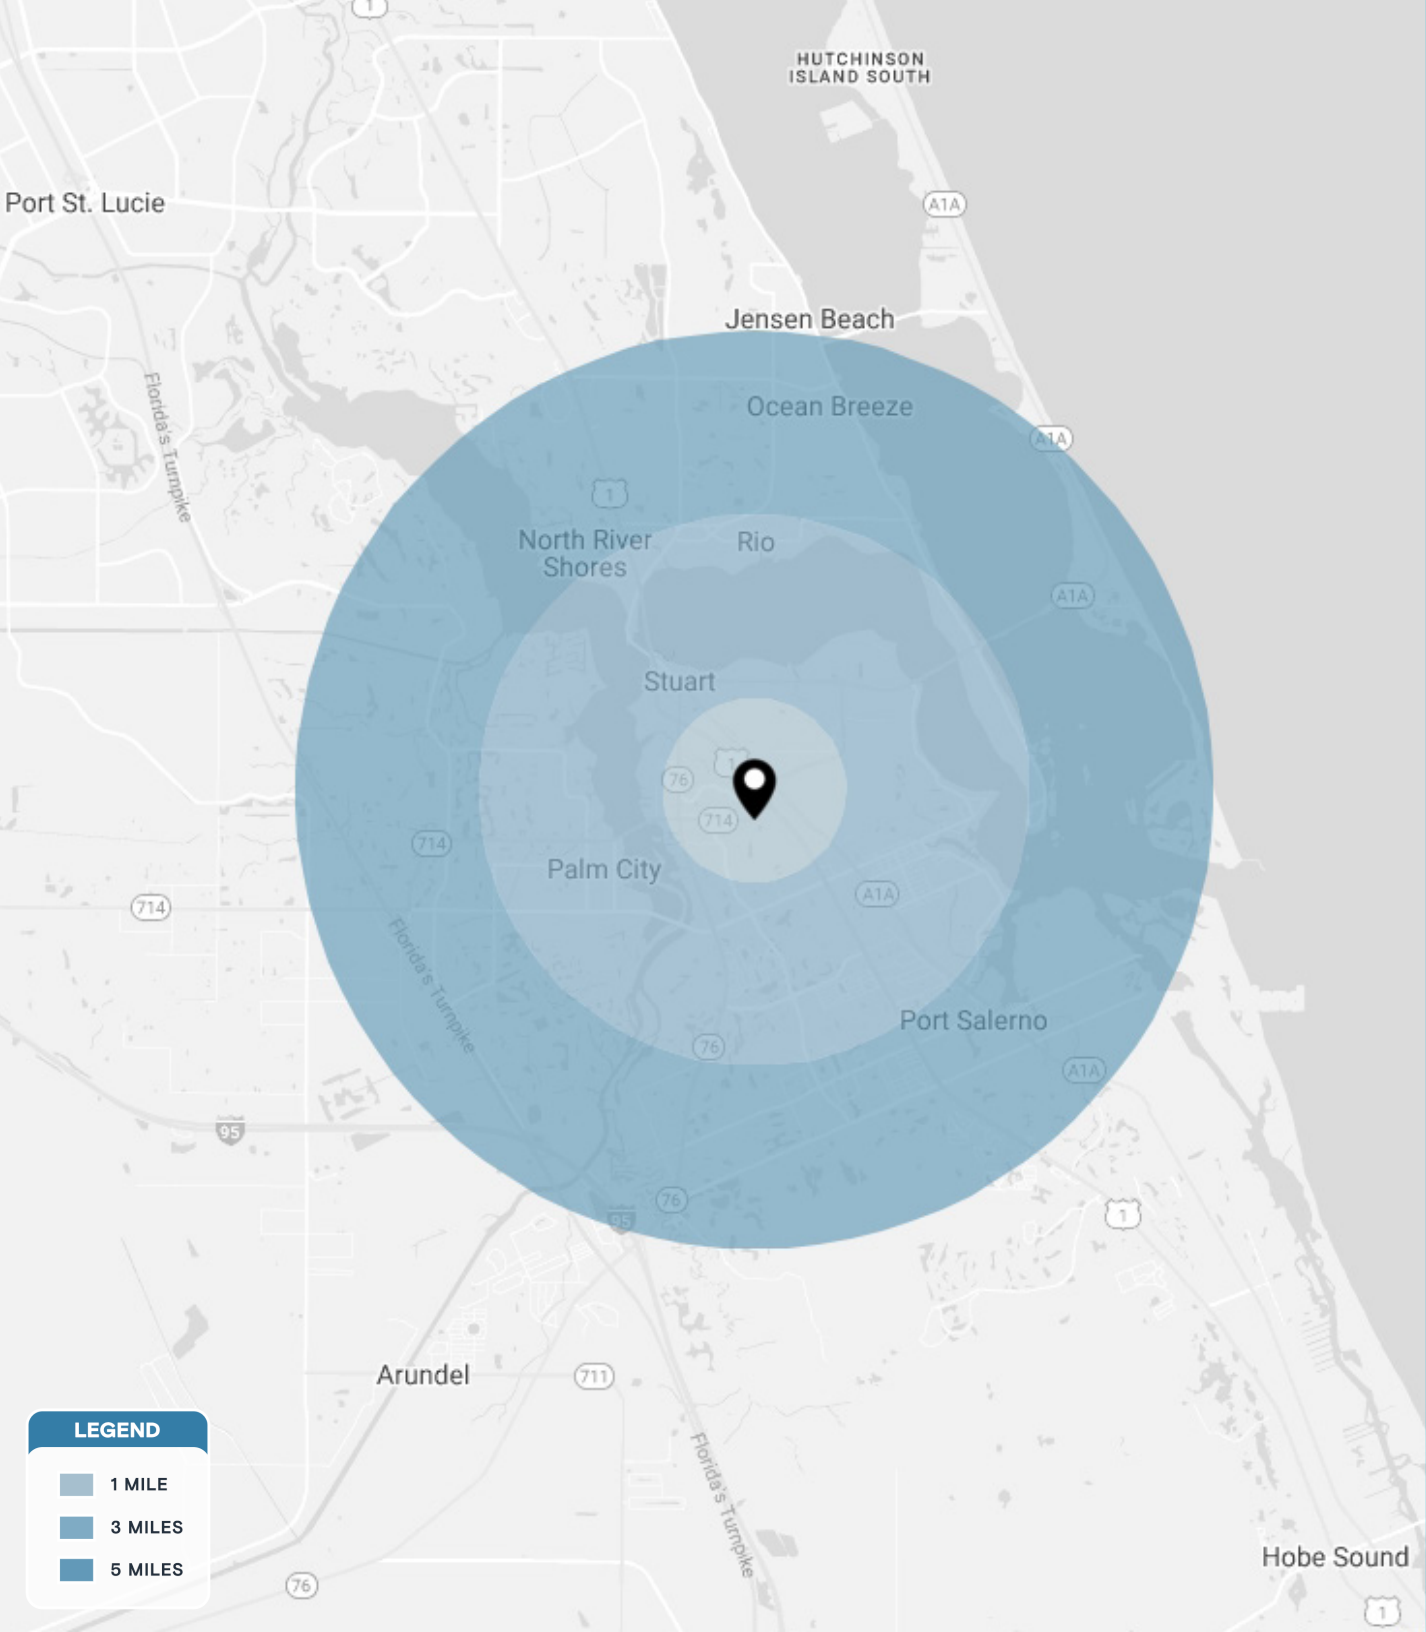 1
HUTCHINSON
ISLAND SOUTH
Port St. Lucie
A1A
Jensen Beach
Ocean Breeze
Florida's Turnpike
A1A
1
North River
Shores
Rio
A1A
Stuart
1
76
714
714
Palm City
A1A
714
Florida's Turnpike
Port Salerno
76
A1A
95
76
1
95
Arundel
711
Florida's Turnpike
LEGEND
1 MILE
3 MILES
5 MILES
Hobe Sound
76
1